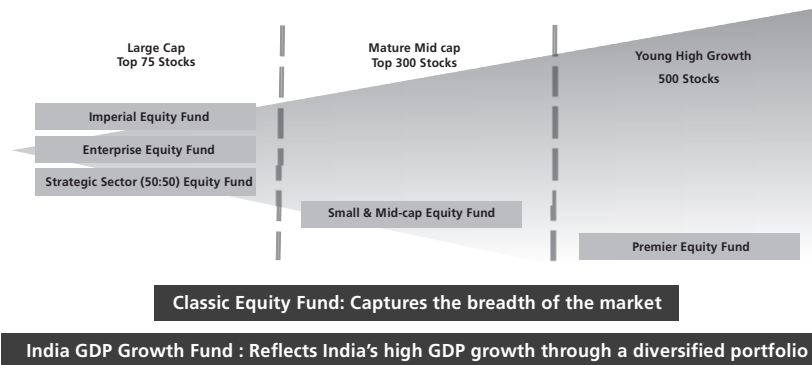 Large Cap
Top 75 Stocks
Mature Mid cap
Top 300 Stocks
Young High Growth
500 Stocks
Imperial Equity Fund
Enterprise Equity Fund
Strategic Sector (50:50) Equity Fund
Small & Mid-cap Equity Fund
Premier Equity Fund
Classic Equity Fund: Captures the breadth of the market
India GDP Growth Fund : Reflects India’s high GDP growth through a diversified portfolio